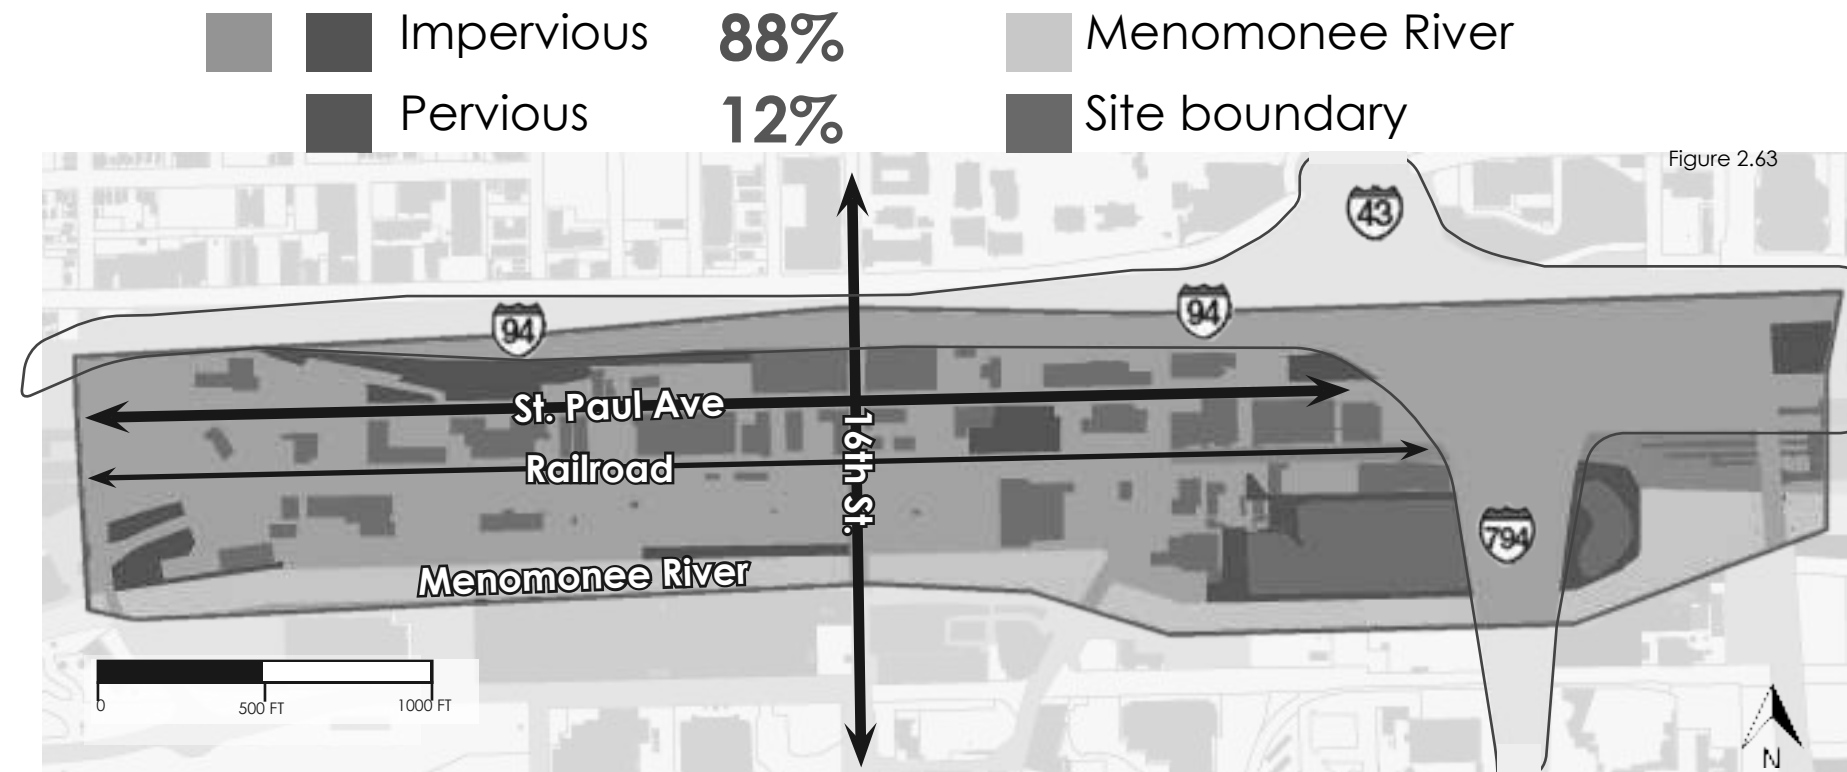 Impervious 88% Menomonee River
Pervious 12% Site boundary
Figure 2.63
43
94
94
St. Paul Ave
16th St.
Railroad
794
Menomonee River
0 500 FT 1000 FT
N